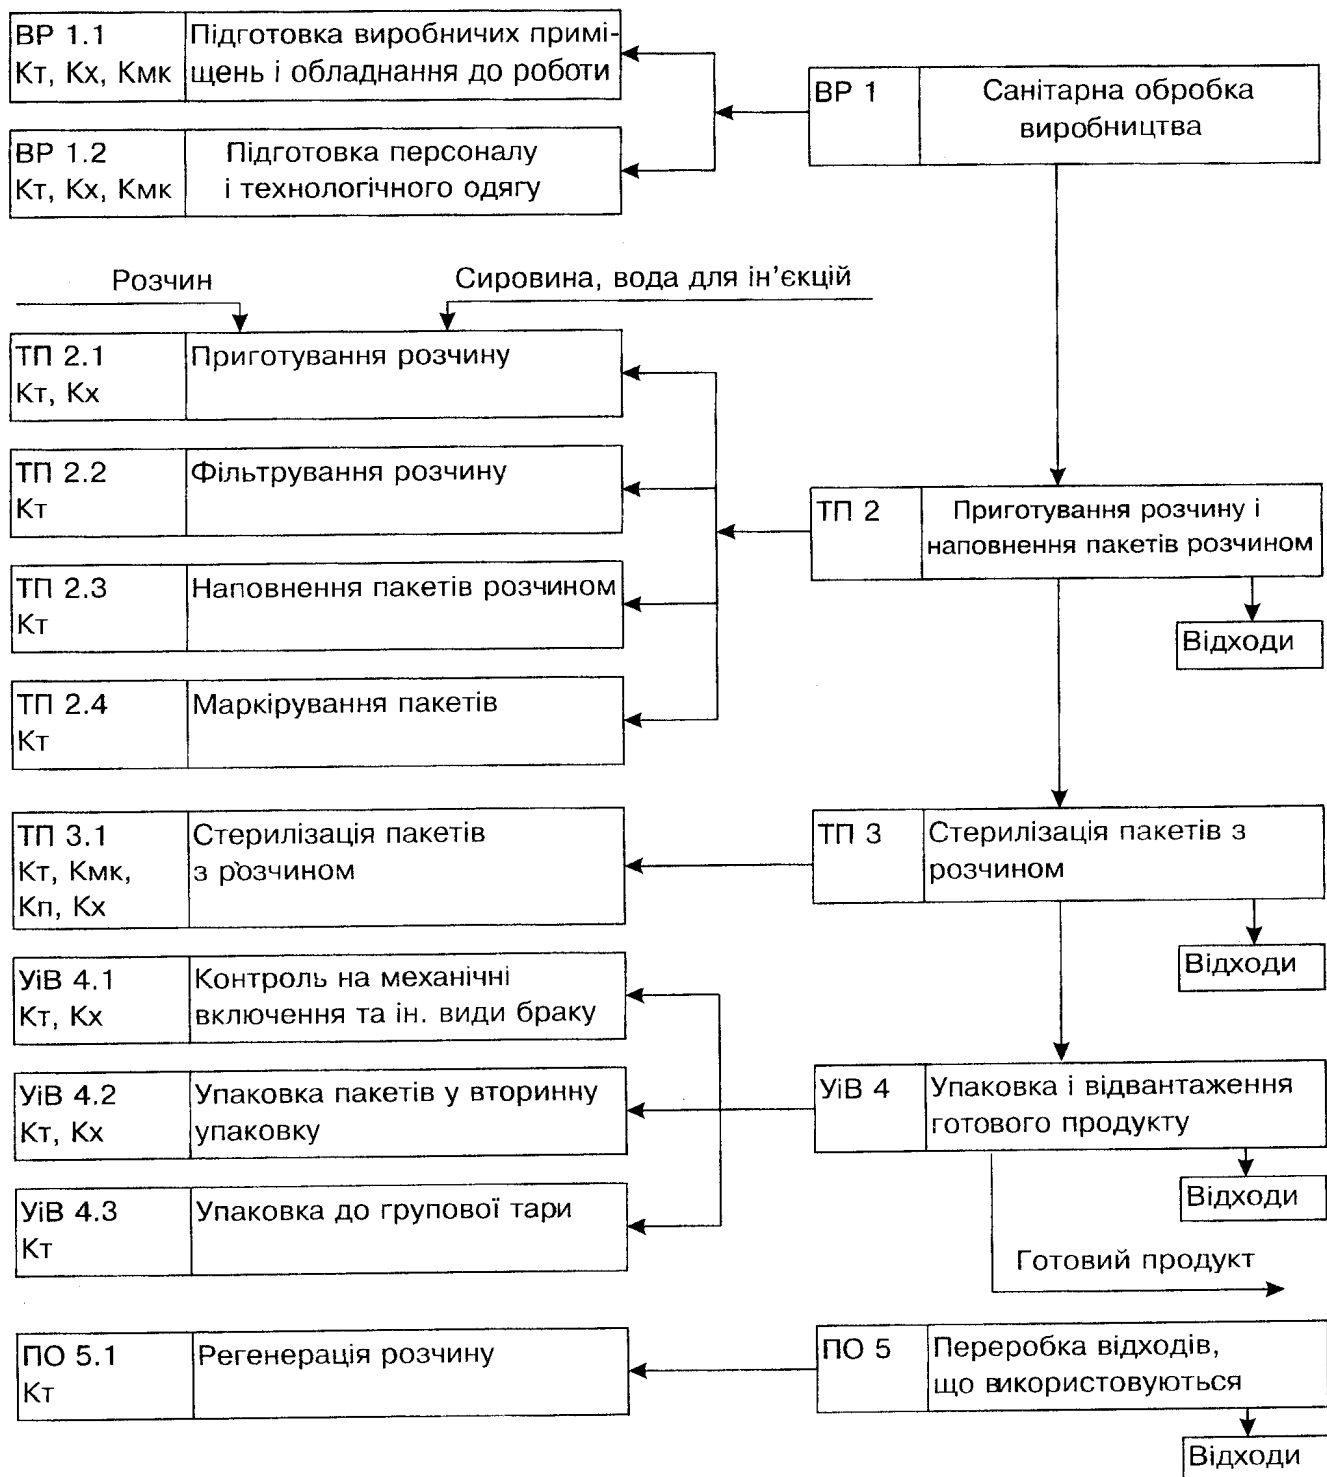 ВР 1.1
Кт, Кх, Кмк
Підготовка виробничих примі-
щень і обладнання до роботи
ВР 1
Санітарна обробка
виробництва
ВР 1.2
Кт, Кх, Кмк
Підготовка персоналу
і технологічного одягу
Розчин
Сировина, вода для ін’єкцій
ТП 2.1
Кт, Кх
Приготування розчину
ТП 2.2
Кт
Фільтрування розчину
ТП 2
Приготування розчину і
наповнення пакетів розчином
ТП 2.3
Кт
Наповнення пакетів розчином
Відходи
ТП 2.4
Кт
Маркірування пакетів
ТП 3.1
Кт, Кмк,
Кп, Кх
Стерилізація пакетів
з розчином
ТП 3
Стерилізація пакетів з
розчином
Відходи
УіВ 4.1
Кт, Кх
Контроль на механічні
включення та ін. види браку
УіВ 4.2
Кт, Кх
Упаковка пакетів у вторинну
упаковку
УіВ 4
Упаковка і відвантаження
готового продукту
Відходи
УіВ 4.3
Кт
Упаковка до групової тари
Готовий продукт
ПО 5.1
Кт
Регенерація розчину
ПО 5
Переробка відходів,
що використовуються
Відходи